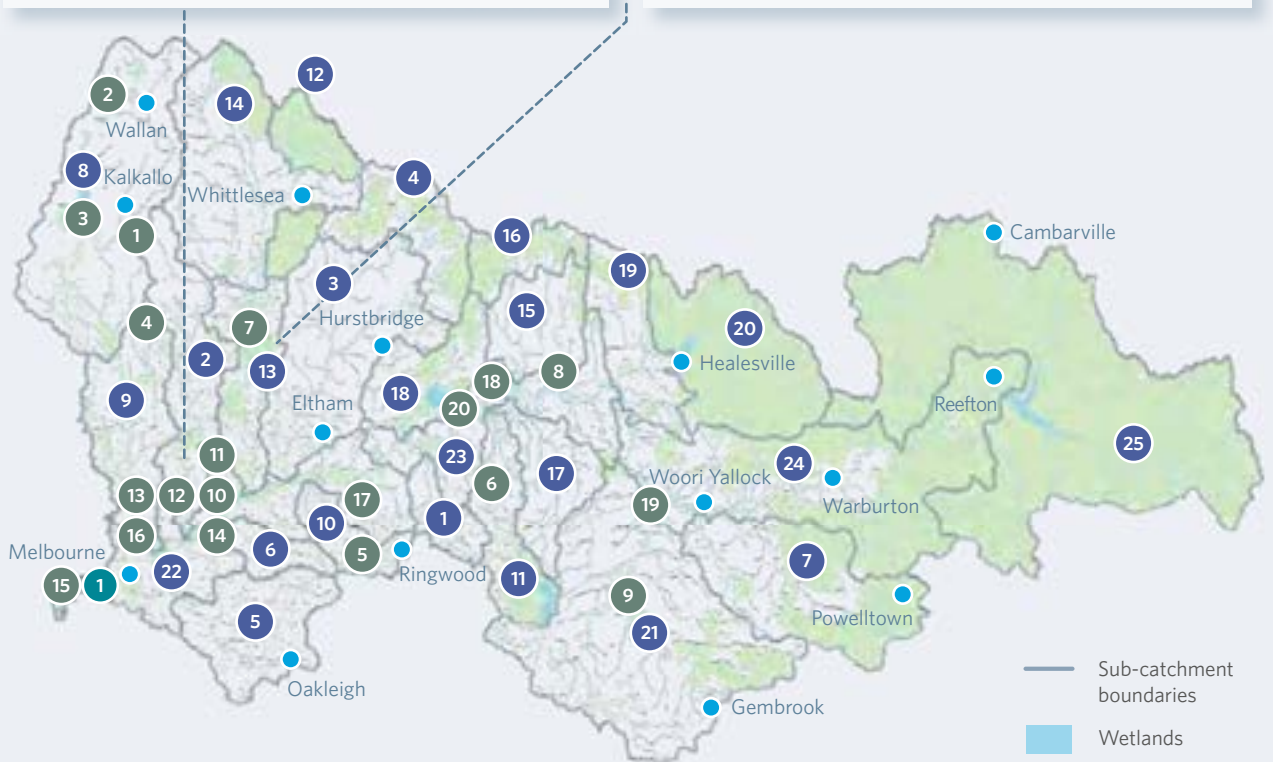 12
2
14
Wallan
8
Kalkallo
4
Whittlesea
3
1
16
Cambarville
19
3
15
Hurstbridge
4
7
20
2
13
Healesville
18
8
18
Reefton
9
Eltham
20
25
11
23
6
17
24
Woori Yallock
13
12
10
17
19
Warburton
10
1
16
14
Melbourne
6
5
Ringwood
7
22
15
1
11
9
Powelltown
5
21
Oakleigh
Gembrook
Sub-catchment
boundaries
Wetlands